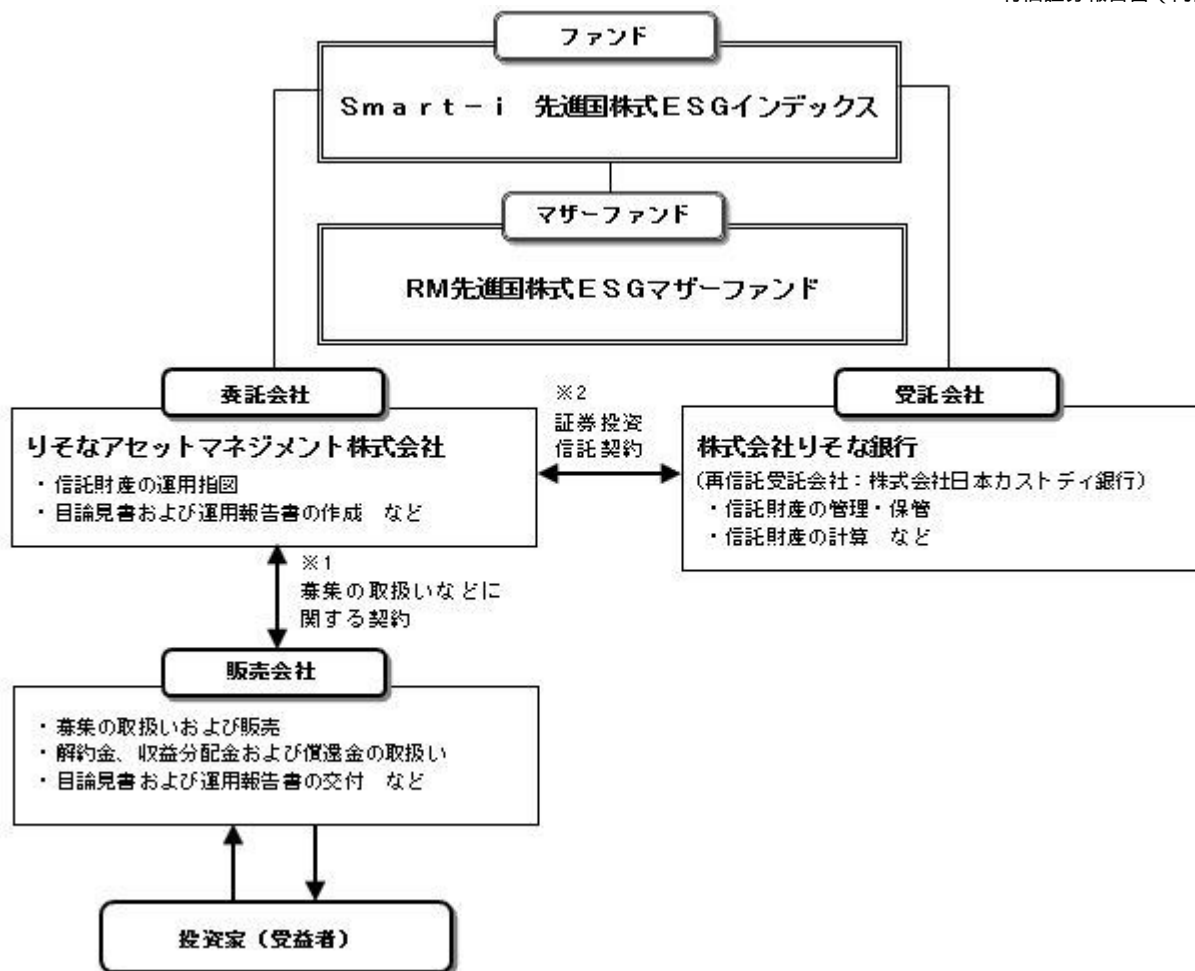 ファンド
Smart－i 先進国株式ESGインデックス
マザーファンド
RM先進国株式ESGマザーファンド
委託会社
りそなアセットマネジメント株式会社
・信託財産の運用指図
・目論見書および運用報告書の作成 など
※2
証券投資
信託契約
受託会社
株式会社りそな銀行
(再信託受託会社：株式会社日本カストディ銀行)
・信託財産の管理・保管
・信託財産の計算 など
※1
募集の取扱いなどに
関する契約
販売会社
・募集の取扱いおよび販売
・解約金、収益分配金および償還金の取扱い
・目論見書および運用報告書の交付 など
投資家（受益者）